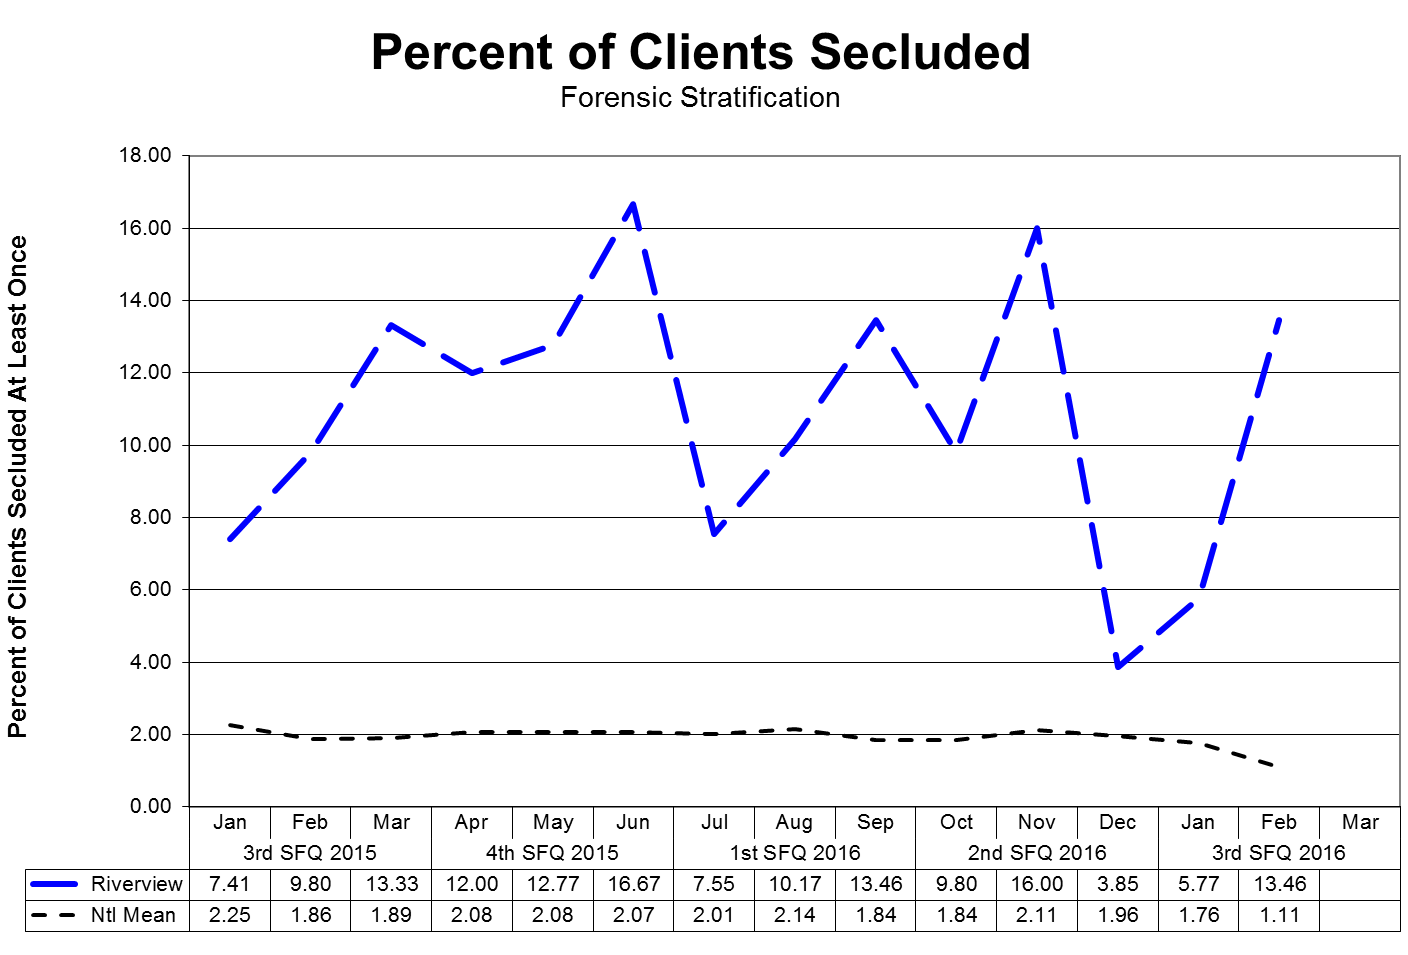 Percent of Clients Secluded
Forensic Stratification
Percent of Clients Secluded At Least Once
18.00
16.00
14.00
12.00
10.00
8.00
6.00
4.00
2.00
0.00
Jan Feb Mar Apr May Jun Jul Aug Sep Oct Nov Dec Jan Feb Mar
3rd SFQ 2015 4th SFQ 2015 1st SFQ 2016 2nd SFQ 2016 3rd SFQ 2016
Riverview 7.41 9.80 13.33 12.00 12.77 16.67 7.55 10.17 13.46 9.80 16.00 3.85 5.77 13.46
Ntl Mean 2.25 1.86 1.89 2.08 2.08 2.07 2.01 2.14 1.84 1.84 2.11 1.96 1.76 1.11